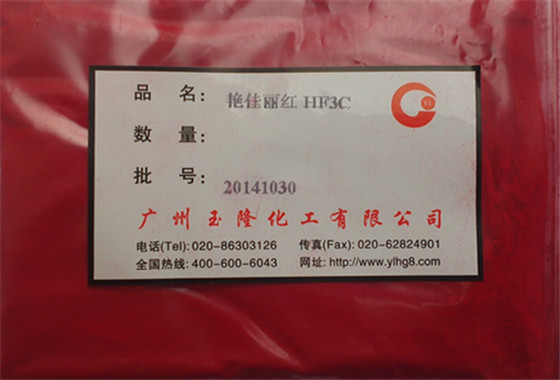 品 名: 艳佳丽红 HF3C
数 量:
批 号: 20141030
广州玉隆化工有限公司
电话(Tel): 020-86303126 传真(Fax): 020-62824901
全国热线: 400-600-6043 网址: http://www.ylhg8.com